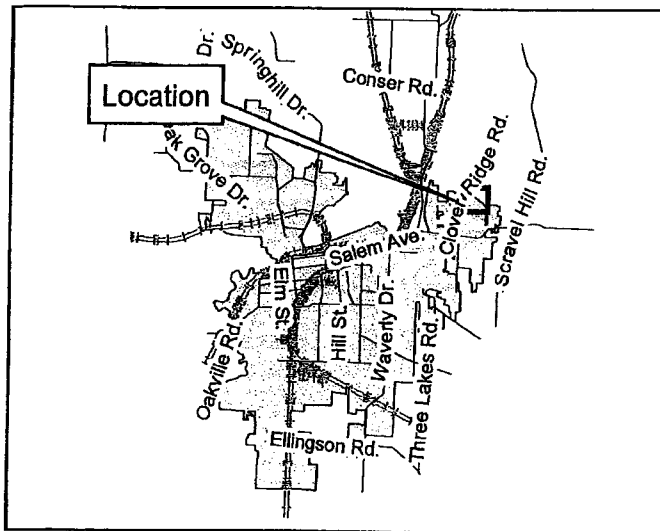 Dr.
Springhill Dr.
Conser Rd.
Location
Oak Grove Dr.
Clover Ridge Rd.
Scravel Hill Rd.
Salem Ave.
Elm St.
Hill St.
Waverly Dr.
Oakville Rd.
Three Lakes Rd.
Ellingson Rd.